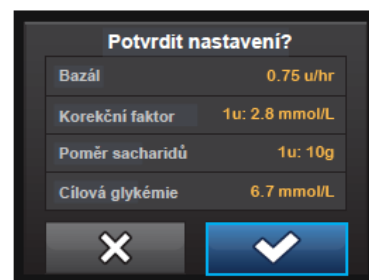 Potvrdit nastavení?
Bazál 0.75 u/hr
Korekční faktor 1u: 2.8 mmol/L
Poměr sacharidů 1u: 10g
Cílová glykémie 6.7 mmol/L